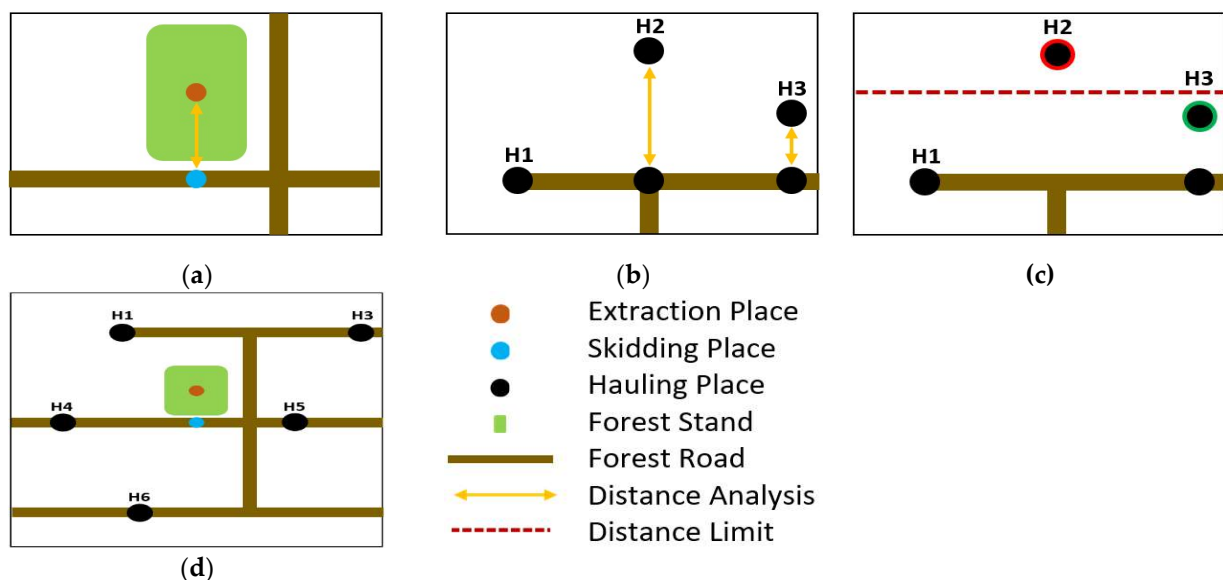 H2
H3
H1
H2
H3
H1
(a)
(b)
(c)
H1
H3
H4
H5
H6
(d)
Extraction Place
Skidding Place
Hauling Place
Forest Stand
Forest Road
Distance Analysis
Distance Limit